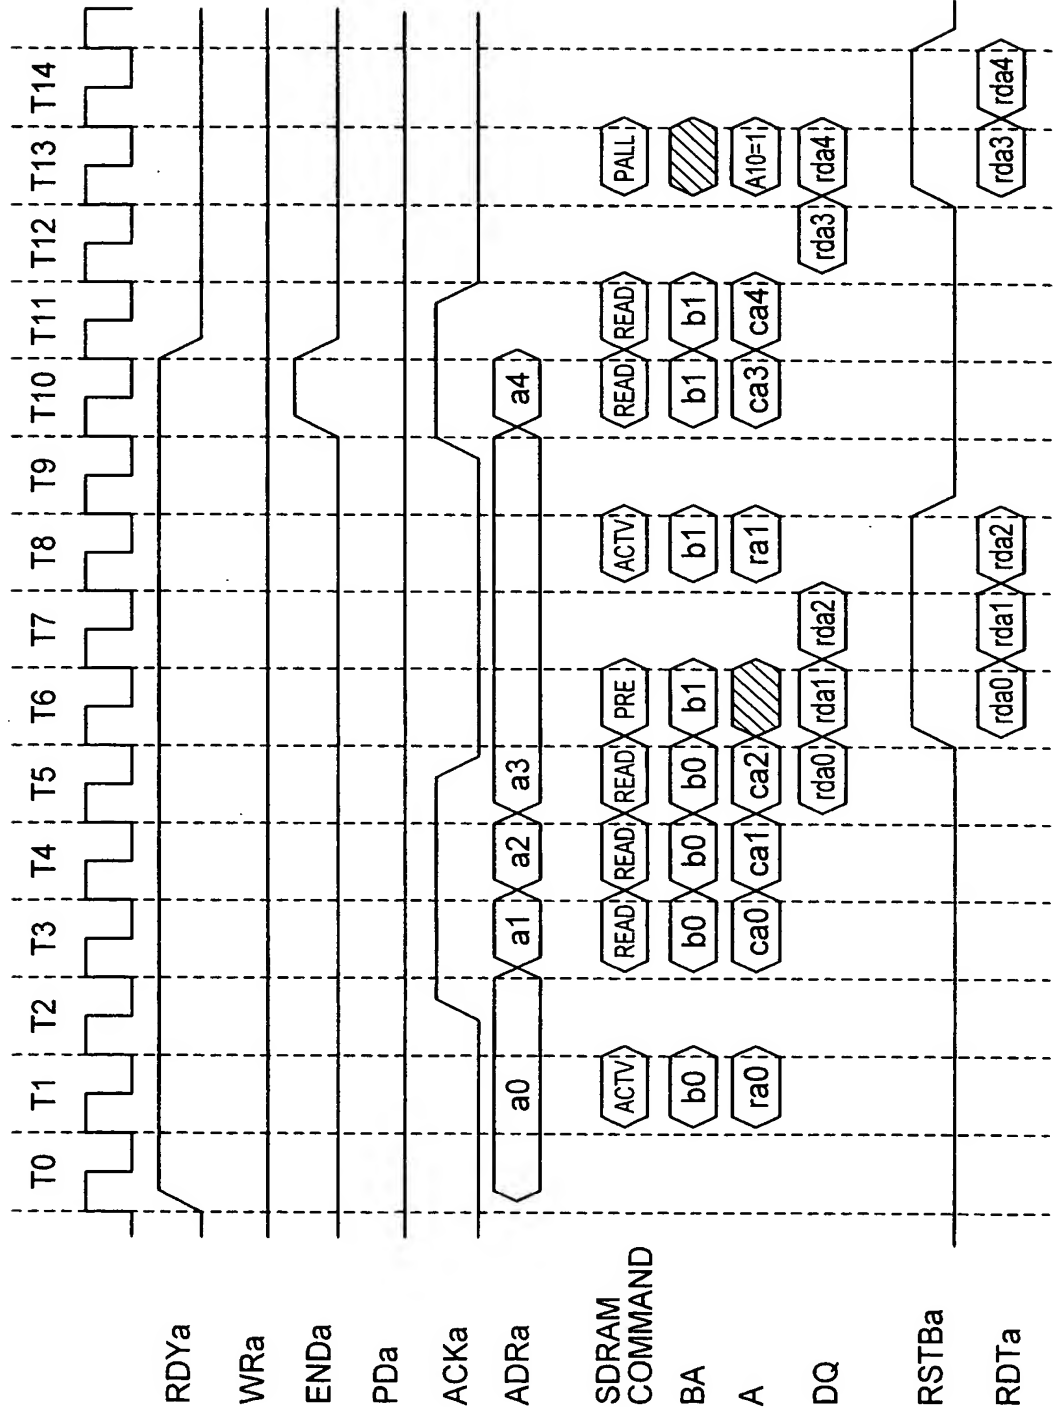 T0 T1 T2 T3 T4 T5 T6 T7 T8 T9 T10 T11 T12 T13 T14
RDYa
WRa
ENDa
PDa
ACKa
ADRa a0 a1 a2 a3 a4
SDRAM
COMMAND ACTV READ READ READ PRE ACTV READ READ PALL
BA b0 b0 b0 b0 b1 b1 b1 b1
A ra0 ca0 ca1 ca2 ra1 ca3 ca4 A10=1
DQ rda0 rda1 rda2 rda3 rda4
RSTBa
RDTa rda0 rda1 rda2 rda3 rda4